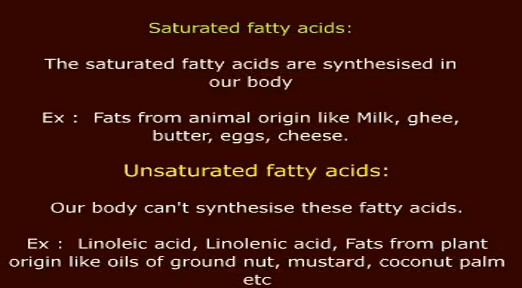 Saturated fatty acids:
The saturated fatty acids are synthesised in
our body
Ex : Fats from animal origin like Milk, ghee,
butter, eggs, cheese.
Unsaturated fatty acids:
Our body can't synthesise these fatty acids.
Ex : Linoleic acid, Linolenic acid, Fats from plant
origin like oils of ground nut, mustard, coconut palm
etc